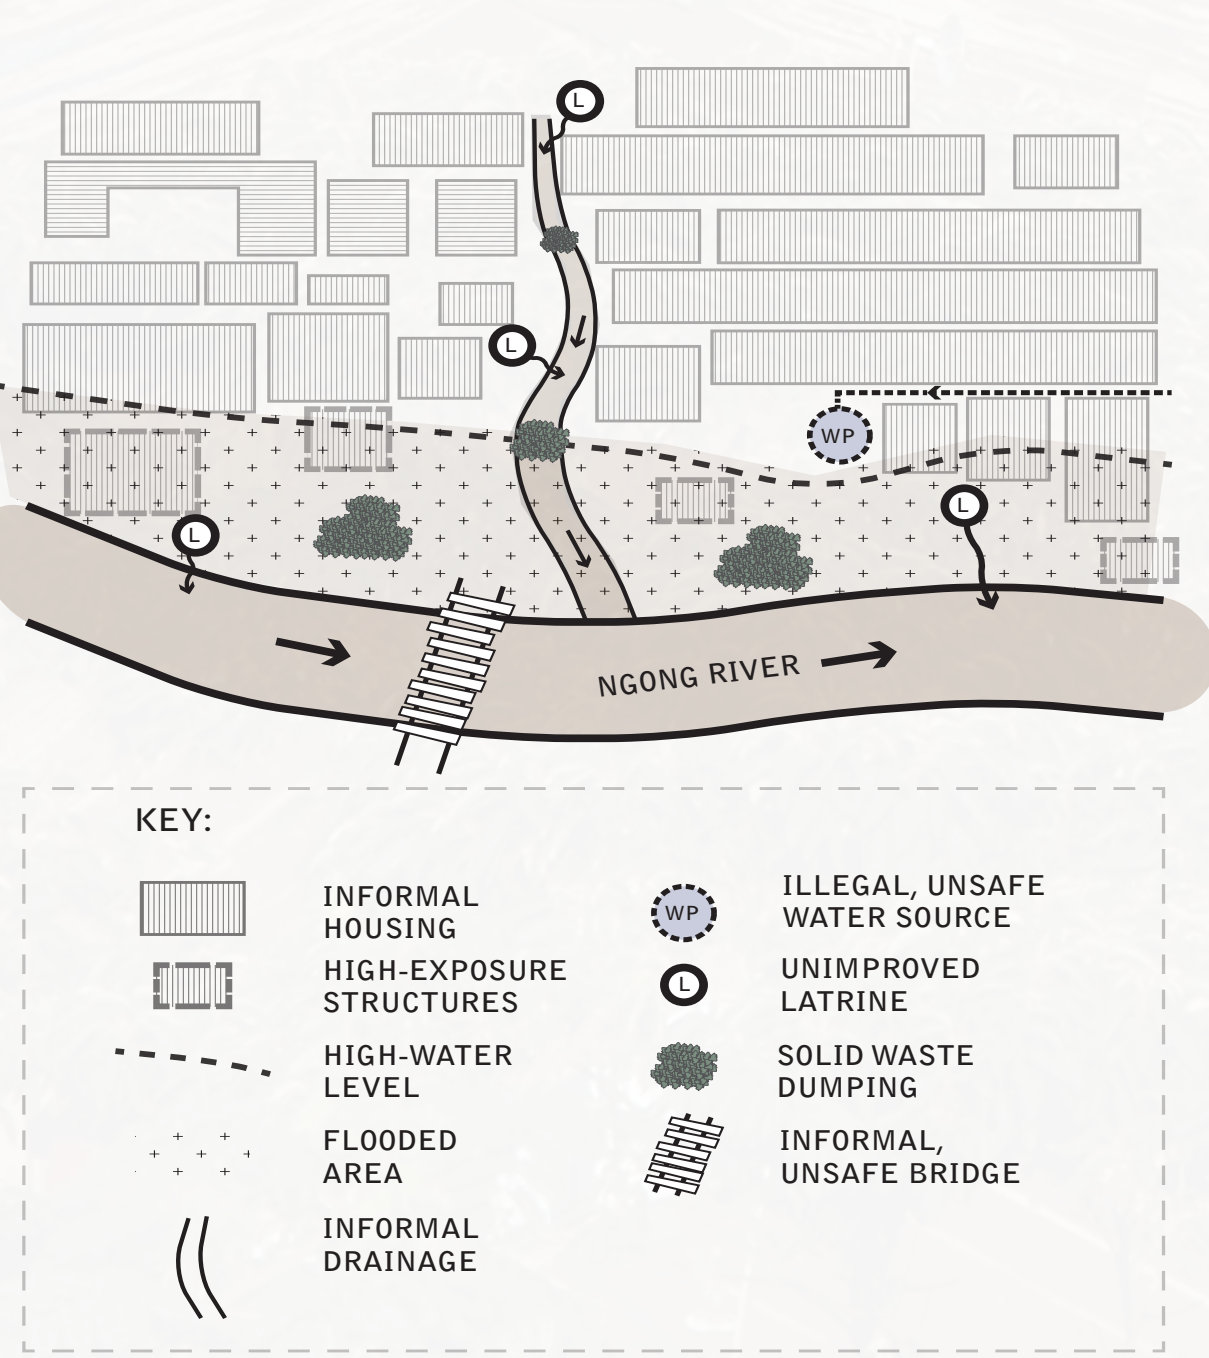 L
L
WP
L
L
NGONG RIVER
KEY:
INFORMAL
HOUSING
HIGH-EXPOSURE
STRUCTURES
HIGH-WATER
LEVEL
FLOODED
AREA
INFORMAL
DRAINAGE
WP
ILLEGAL, UNSAFE
WATER SOURCE
L
UNIMPROVED
LATRINE
SOLID WASTE
DUMPING
INFORMAL,
UNSAFE BRIDGE